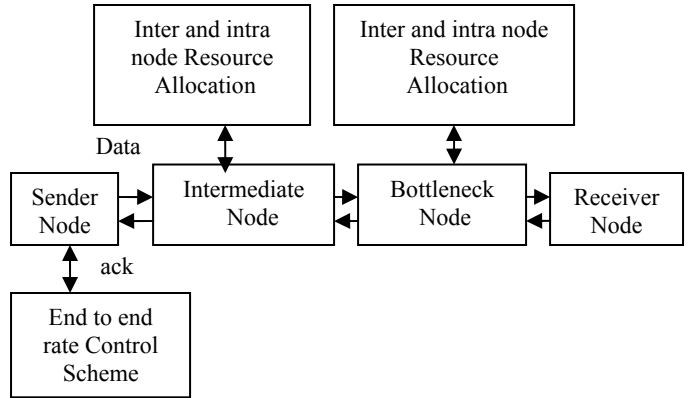 Inter and intra
node Resource
Allocation
Inter and intra node
Resource
Allocation
Data
Sender
Node
Intermediate
Node
Bottleneck
Node
Receiver
Node
ack
End to end
rate Control
Scheme